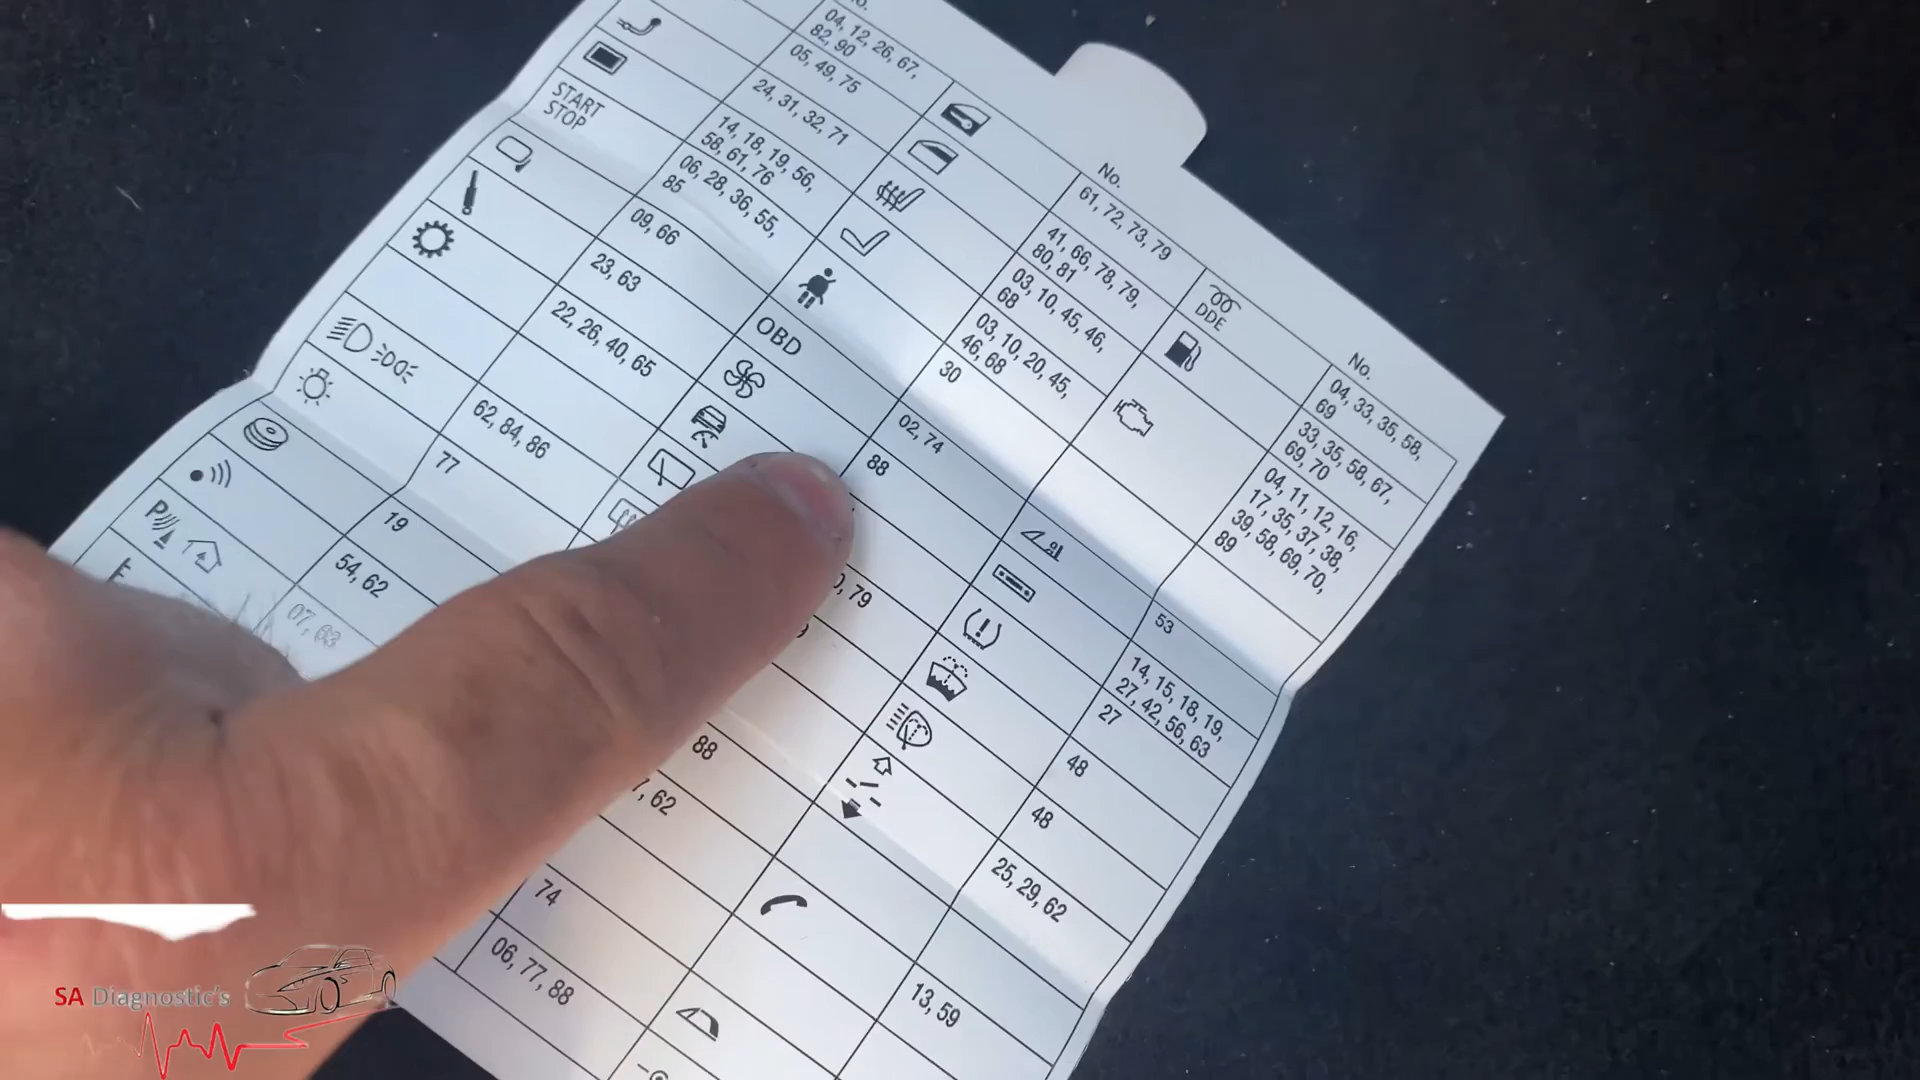 04, 12, 26, 67,
82, 90
05, 49, 75
24, 31, 32, 71
START
STOP
14, 18, 19, 56,
58, 61, 76
06, 28, 36, 55,
85
09, 66
23, 63
22, 26, 40, 65
62, 84, 86
77
19
54, 62
07, 63
P
No.
61, 72, 73, 79
41, 66, 78, 79,
80, 81
03, 10, 45, 46,
68
03, 10, 20, 45,
46, 68
30
OBD
02, 74
88
, 79
88
, 62
74
06, 77, 88
DDE
No.
04, 33, 35, 58,
69
33, 35, 58, 67,
69, 70
04, 11, 12, 16,
17, 35, 37, 38,
39, 58, 69, 70,
89
53
14, 15, 18, 19,
27, 42, 56, 63
27
48
48
25, 29, 62
13, 59
SA Diagnostic's